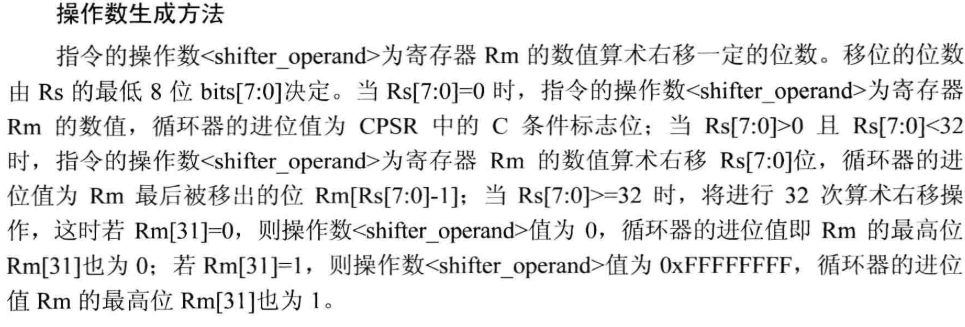 操作数生成方法
指令的操作数<shifter_operand>为寄存器 Rm 的数值算术右移一定的位数。移位的位数
由 Rs 的最低 8 位 bits[7:0]决定。当 Rs[7:0]=0 时，指令的操作数<shifter_operand>为寄存器
Rm 的数值，循环器的进位值为 CPSR 中的 C 条件标志位；当 Rs[7:0]>0 且 Rs[7:0]<32
时，指令的操作数<shifter_operand>为寄存器 Rm 的数值算术右移 Rs[7:0]位，循环器的进
位值为 Rm 最后被移出的位 Rm[Rs[7:0]-1]；当 Rs[7:0]>=32 时，将进行 32 次算术右移操
作，这时若 Rm[31]=0，则操作数<shifter_operand>值为 0，循环器的进位值即 Rm 的最高位
Rm[31]也为 0；若 Rm[31]=1，则操作数<shifter_operand>值为 0xFFFFFFFF，循环器的进位
值 Rm 的最高位 Rm[31]也为 1。